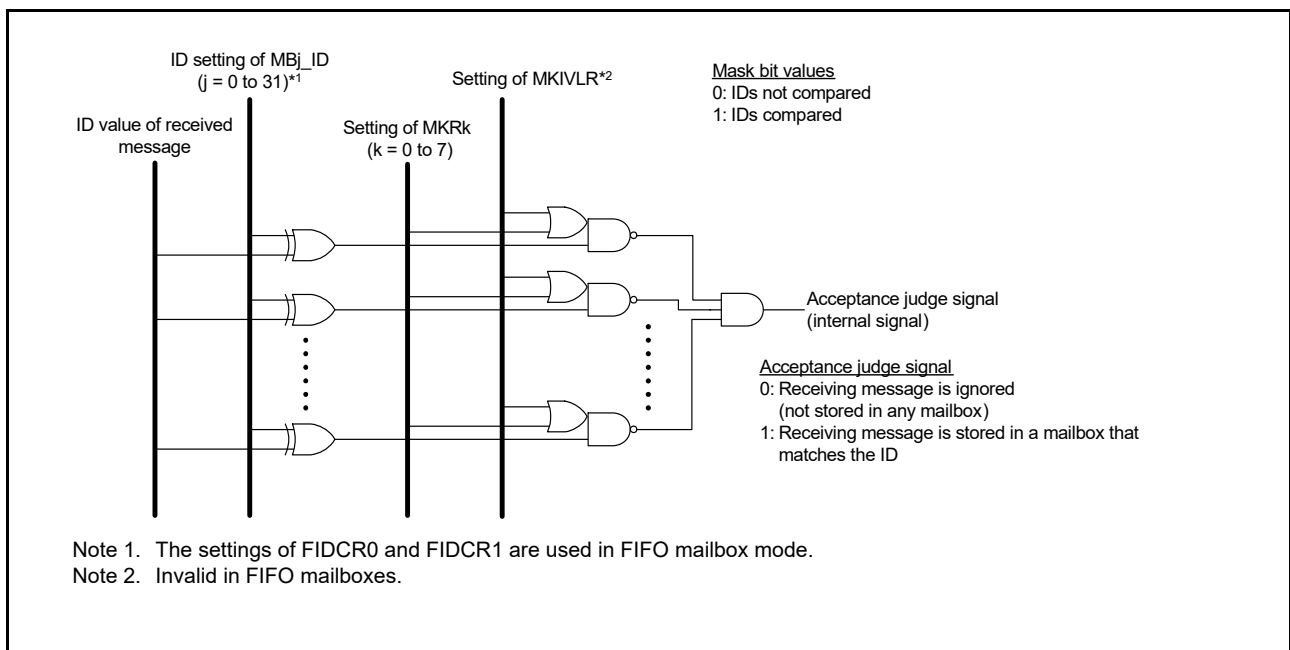 ID setting of MBj_ID
(j = 0 to 31)*1
Setting of MKIVLR*2
Mask bit values
0: IDs not compared
1: IDs compared
ID value of received
message
Setting of MKRk
(k = 0 to 7)
Acceptance judge signal
(internal signal)
Acceptance judge signal
0: Receiving message is ignored
(not stored in any mailbox)
1: Receiving message is stored in a mailbox that
matches the ID
Note 1. The settings of FIDCR0 and FIDCR1 are used in FIFO mailbox mode.
Note 2. Invalid in FIFO mailboxes.